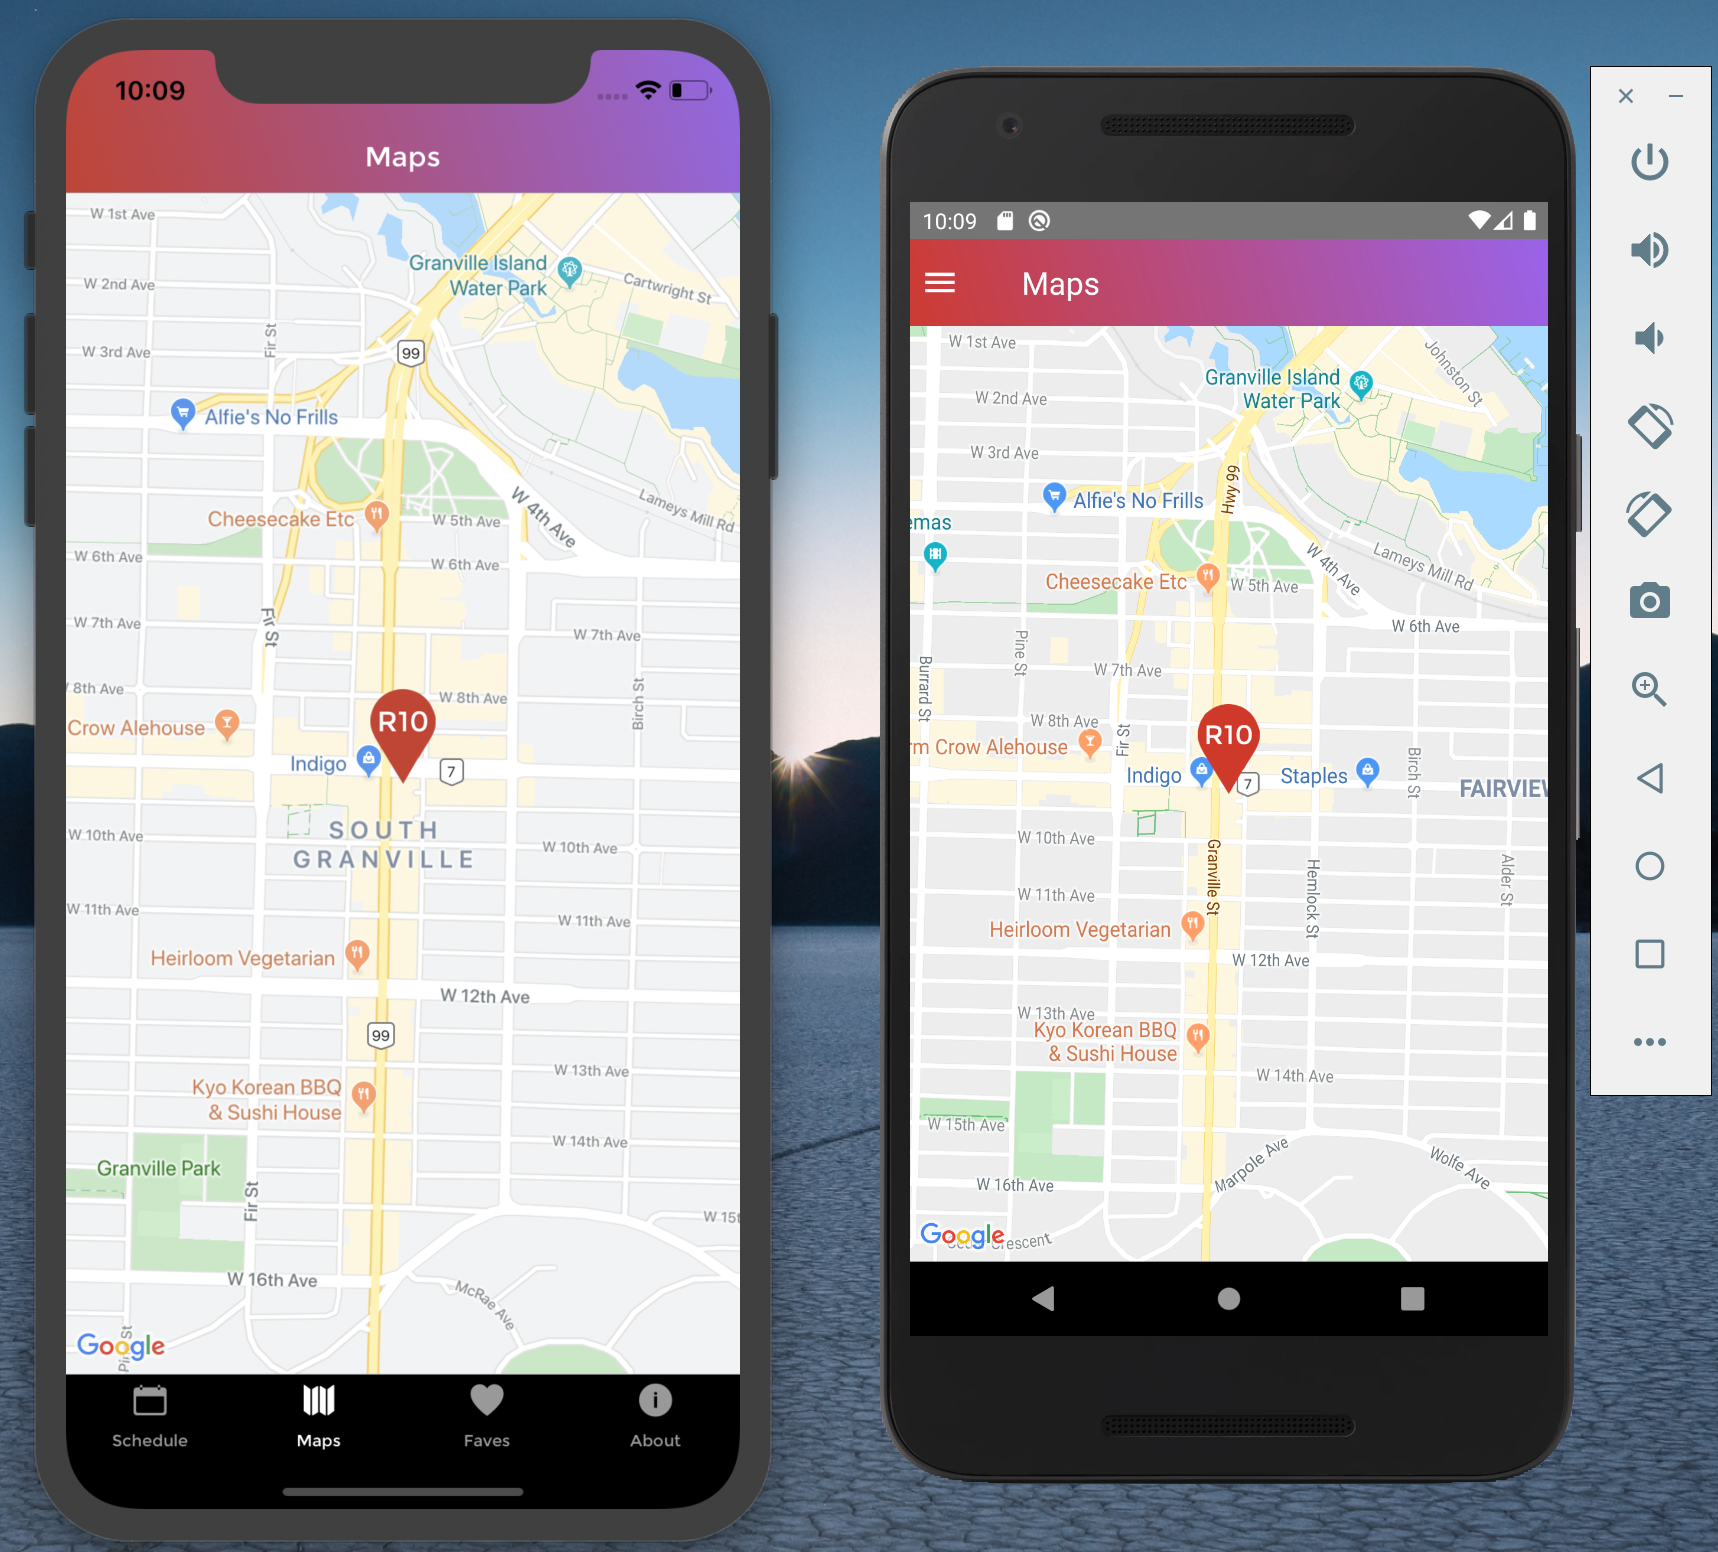 10:09
Maps
W 1st Ave
Granville Island
Water Park
W 2nd Ave
Cartwright St
Fir St
W 3rd Ave
99
Alfie's No Frills
W 4th Ave
Lameys Mill Rd
Cheesecake Etc
W 5th Ave
W 6th Ave
W 6th Ave
Fir St
W 7th Ave
W 7th Ave
8th Ave
W 8th Ave
Birch St
R10
Crow Alehouse
Indigo
7
SOUTH
GRANVILLE
W 10th Ave
W 10th Ave
W 11th Ave
W 11th Ave
Heirloom Vegetarian
W 12th Ave
99
W 13th Ave
Kyo Korean BBQ
& Sushi House
W 14th Ave
Granville Park
Fir St
W 15t
W 16th Ave
McRae Ave
Google
Schedule
Maps
Faves
About
10:09
Maps
W 1st Ave
Johnston St
Granville Island
Water Park
W 2nd Ave
W 3rd Ave
Hwy 99
Alfie's No Frills
emas
W 4th Ave
Lameys Mill Rd
Cheesecake Etc
W 5th Ave
W 6th Ave
Pine St
Burrard St
W 7th Ave
W 8th Ave
Fir St
R10
rm Crow Alehouse
Indigo
7
Staples
Birch St
FAIRVIEW
W 10th Ave
Granville St
Hemlock St
Alder St
W 11th Ave
Heirloom Vegetarian
W 12th Ave
W 13th Ave
Kyo Korean BBQ
& Sushi House
W 14th Ave
W 15th Ave
Marpole Ave
Wolfe Ave
W 16th Ave
Google